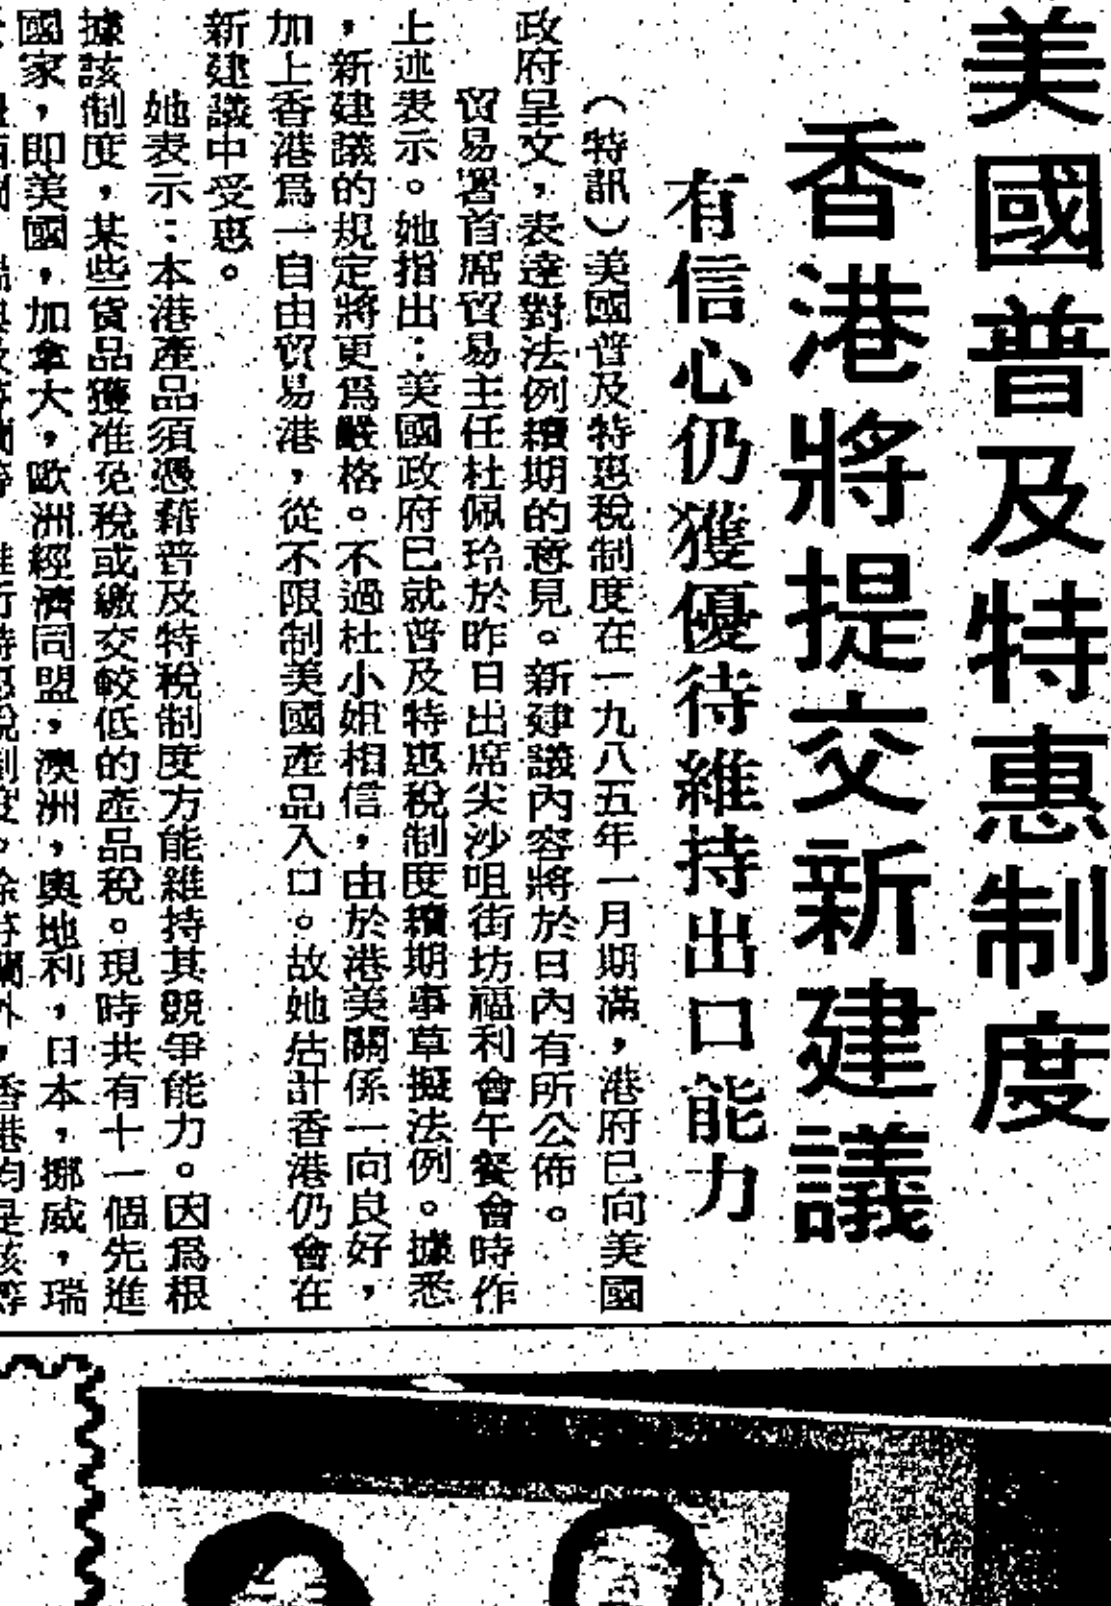 美國普及特惠制度
香港將提交新建議
有信心仍獲優待維持出口能力
（特訊）美國普及特惠稅制度在一九八五年一月期滿，港府已向美國
政府呈文，表達對法例續期的意見。新建議內容將於日內有所公佈。
貿易署首席貿易主任杜佩玲於昨日出席尖沙咀街坊福利會午餐會時作
上述表示。她指出：美國政府已就普及特惠稅制度續期事草擬法例。據悉
，新建議的規定將更爲嚴格。不過杜小姐相信，由於港美關係一向良好，
加上香港爲一自由貿易港，從不限制美國產品入口。故她估計香港仍會在
新建議中受惠。
她表示：本港產品須憑藉普及特稅制度方能維持其競爭能力。因爲根
據該制度，某些貨品獲准免稅或繳交較低的產品稅。現時共有十一個先進
國家，即美國，加拿大，歐洲經濟同盟，澳洲，奧地利，日本，挪威，瑞